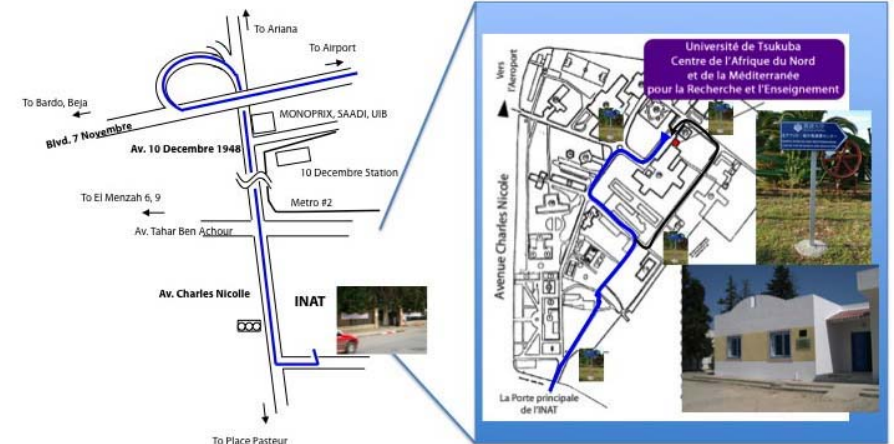 To Ariana
To Airport
To Bardo, Beja
MONOPRIX, SAADI, UIB
Blvd. 7 Novembre
Av. 10 Decembre 1948
10 Decembre Station
To El Menzah 6, 9
Metro #2
Av. Tahar Ben Achour
Av. Charles Nicolle
INAT
To Place Pasteur
Université de Tsukuba
Centre de l'Afrique du Nord
et de la Méditerranée
pour la Recherche et l'Enseignement
Vers
l'Aeroport
Avenue Charles Nicole
La Porte principale
de l'INAT